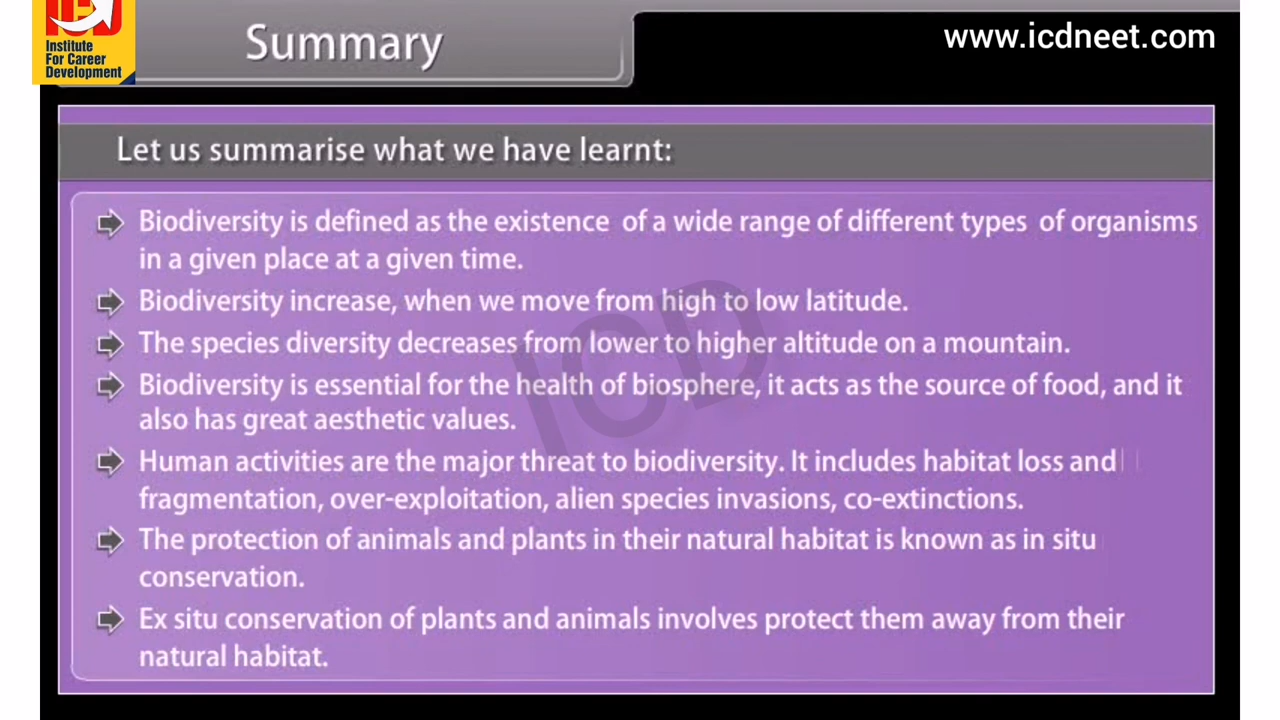 Institute
For Career
Development
Summary
www.icdneet.com
Let us summarise what we have learnt:
Biodiversity is defined as the existence of a wide range of different types of organisms
in a given place at a given time.
Biodiversity increase, when we move from high to low latitude.
The species diversity decreases from lower to higher altitude on a mountain.
Biodiversity is essential for the health of biosphere, it acts as the source of food, and it
also has great aesthetic values.
Human activities are the major threat to biodiversity. It includes habitat loss and
fragmentation, over-exploitation, alien species invasions, co-extinctions.
The protection of animals and plants in their natural habitat is known as in situ
conservation.
Ex situ conservation of plants and animals involves protect them away from their
natural habitat.
ICD